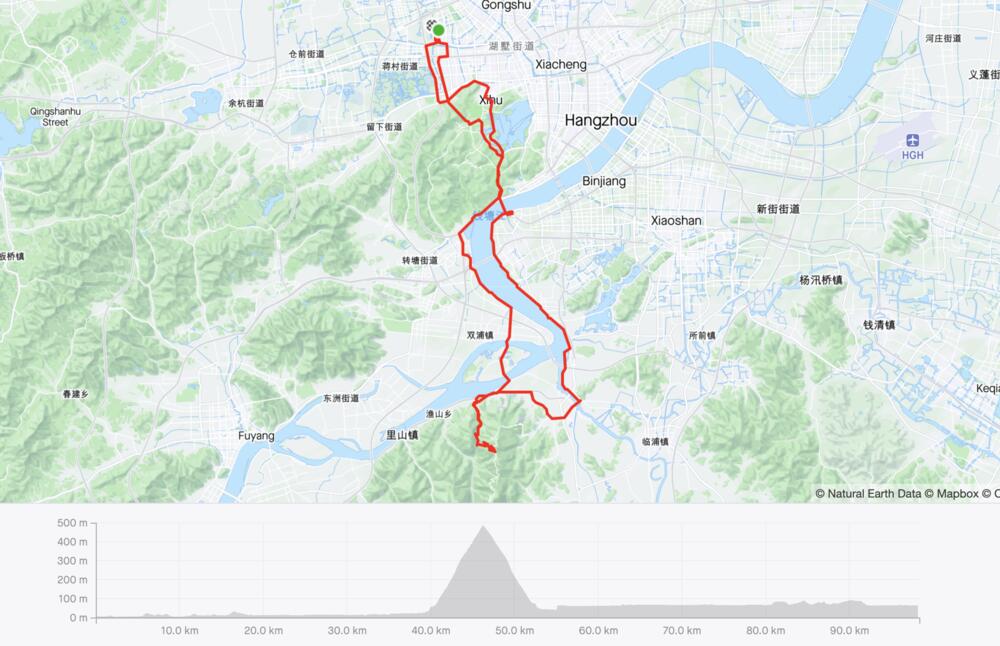 Gongshu
河庄街道
仓前街道
湖墅街道
蒋村街道
Xiacheng
义蓬街
Qingshanhu
Street
余杭街道
Xihu
留下街道
Hangzhou
HGH
Binjiang
新街街道
Xiaoshan
板桥镇
转塘街道
杨汛桥镇
双浦镇
所前镇
钱清镇
春建乡
东洲街道
Keqia
渔山乡
Fuyang
里山镇
临浦镇
© Natural Earth Data © Mapbox ©
500 m
400 m
300 m
200 m
100 m
0 m
10.0 km
20.0 km
30.0 km
40.0 km
50.0 km
60.0 km
70.0 km
80.0 km
90.0 km